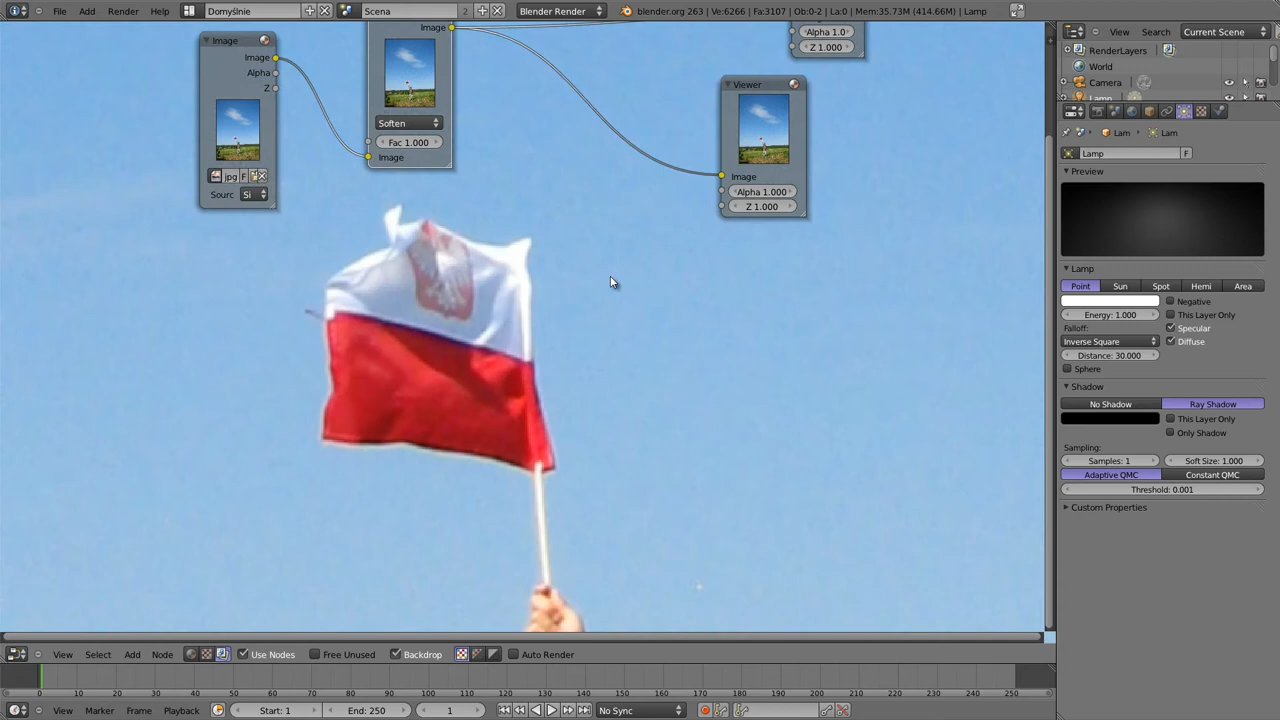 File Add Render Help Domyślnie Scena 2 Blender Render blender.org 263 | Ve:6266 | Fa:3107 | Ob:0-2 | La:0 | Mem:35.73M (414.66M) | Lamp
View Search Current Scene
RenderLayers
World
Camera
Lamp
Image
Image
Alpha
Z
jpg F
Sourc Si
Image
Soften
Fac 1.000
Image
Alpha 1.0
Z 1.000
Viewer
Image
Alpha 1.000
Z 1.000
Lam Lam
Lamp F
Preview
Lamp
Point Sun Spot Hemi Area
Negative
Energy: 1.000 This Layer Only
Falloff: Specular
Inverse Square Diffuse
Distance: 30.000
Sphere
Shadow
No Shadow Ray Shadow
This Layer Only
Only Shadow
Sampling:
Samples: 1 Soft Size: 1.000
Adaptive QMC Constant QMC
Threshold: 0.001
Custom Properties
View Select Add Node Use Nodes Free Unused Backdrop Auto Render
0 10 20 30 40 50 60 70 80 90 100 110 120 130 140 150 160 170 180 190 200 210 220 230 240 250
View Marker Frame Playback Start: 1 End: 250 1 No Sync